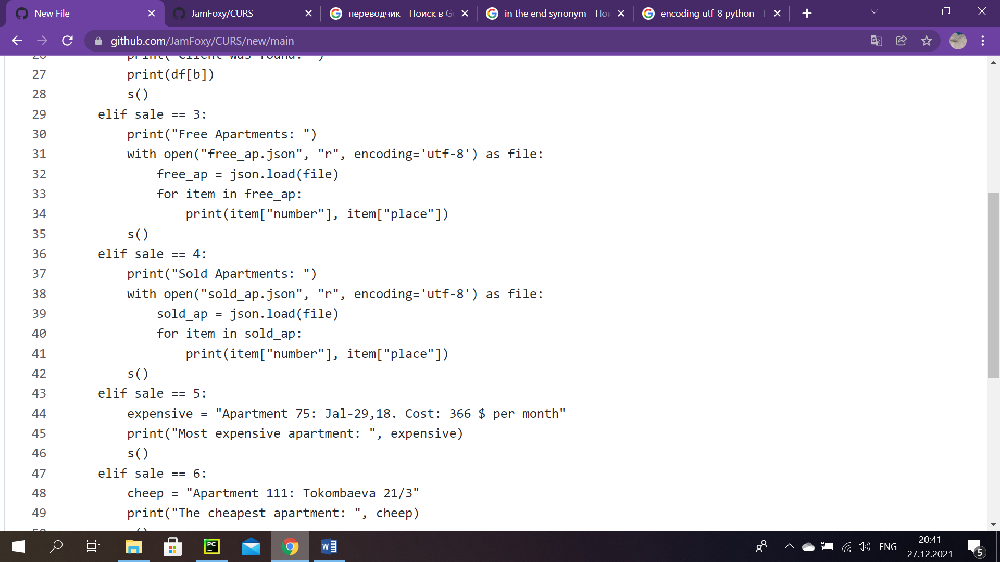 New File
JamFoxy/CURS
переводчик - Поиск в Go
in the end synonym - Пои
encoding utf-8 python - П
github.com/JamFoxy/CURS/new/main
26 print("Client was found: ")
27 print(df[b])
28 s()
29 elif sale == 3:
30 print("Free Apartments: ")
31 with open("free_ap.json", "r", encoding='utf-8') as file:
32 free_ap = json.load(file)
33 for item in free_ap:
34 print(item["number"], item["place"])
35 s()
36 elif sale == 4:
37 print("Sold Apartments: ")
38 with open("sold_ap.json", "r", encoding='utf-8') as file:
39 sold_ap = json.load(file)
40 for item in sold_ap:
41 print(item["number"], item["place"])
42 s()
43 elif sale == 5:
44 expensive = "Apartment 75: Jal-29,18. Cost: 366 $ per month"
45 print("Most expensive apartment: ", expensive)
46 s()
47 elif sale == 6:
48 cheep = "Apartment 111: Tokombaeva 21/3"
49 print("The cheapest apartment: ", cheep)
PC
W
ENG
20:41
27.12.2021
5